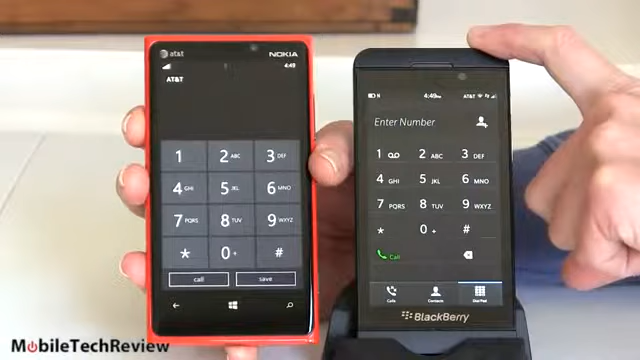 at&t NOKIA
4:49
AT&T
1 2 ABC 3 DEF
4 GHI 5 JKL 6 MNO
7 PQRS 8 TUV 9 WXYZ
* 0 + #
call save
4:49 AT&T
Enter Number
1 2 ABC 3 DEF
4 GHI 5 JKL 6 MNO
7 PQRS 8 TUV 9 WXYZ
* 0 + #
Call
Calls Contacts Dial Pad
BlackBerry
MobileTechReview